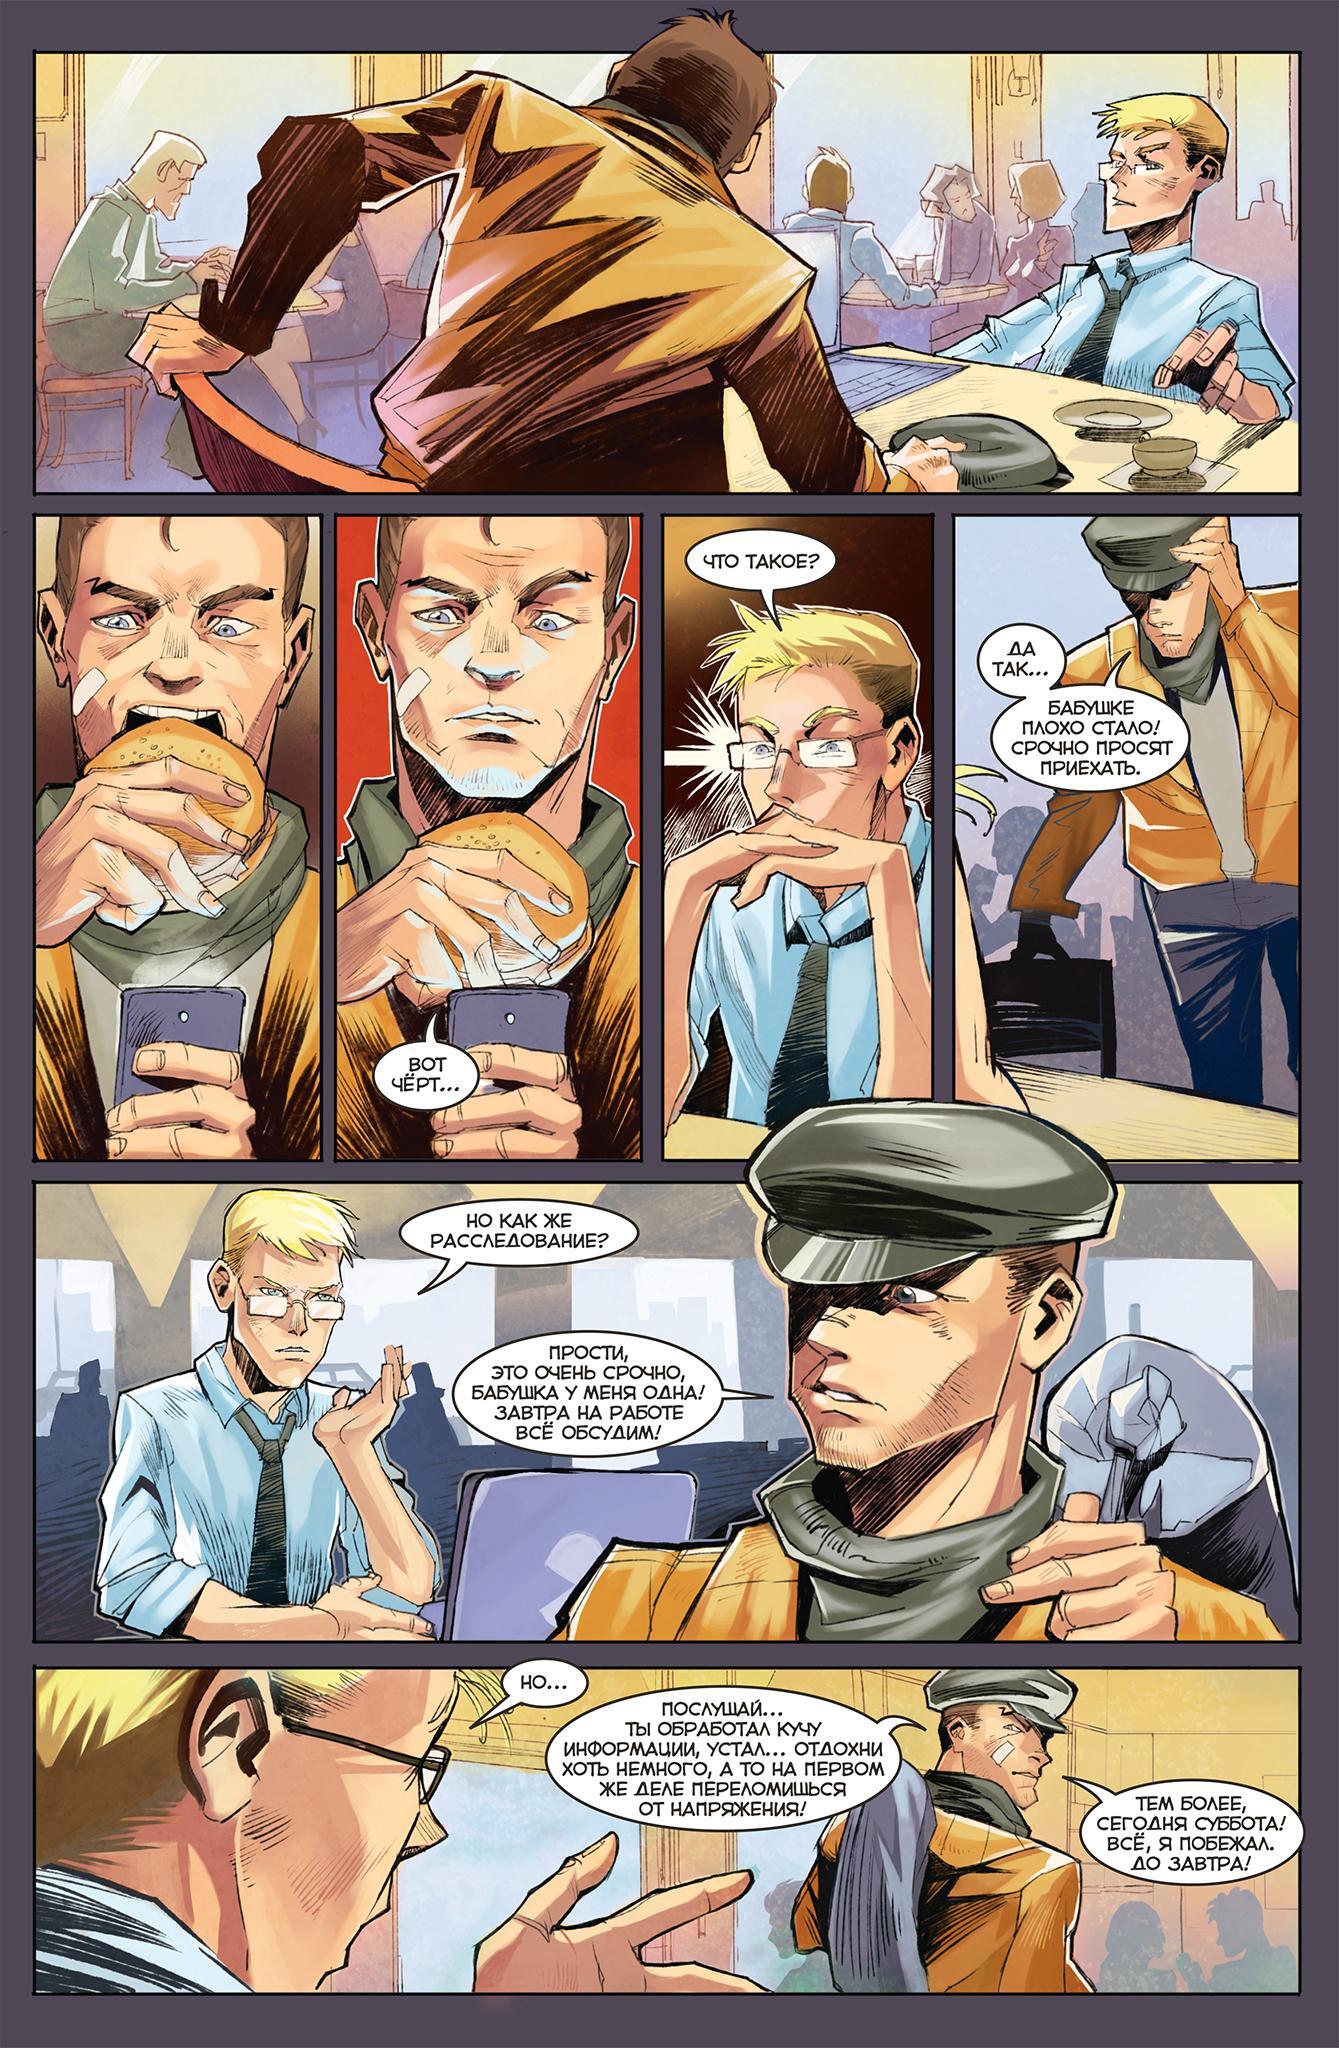 ВОТ
ЧЁРТ...
ЧТО ТАКОЕ?
ДА
ТАК...
БАБУШКЕ
ПЛОХО СТАЛО!
СРОЧНО ПРОСЯТ
ПРИЕХАТЬ.
НО КАК ЖЕ
РАССЛЕДОВАНИЕ?
ПРОСТИ,
ЭТО ОЧЕНЬ СРОЧНО,
БАБУШКА У МЕНЯ ОДНА!
ЗАВТРА НА РАБОТЕ
ВСЁ ОБСУДИМ!
НО...
ПОСЛУШАЙ...
ТЫ ОБРАБОТАЛ КУЧУ
ИНФОРМАЦИИ, УСТАЛ... ОТДОХНИ
ХОТЬ НЕМНОГО, А ТО НА ПЕРВОМ
ЖЕ ДЕЛЕ ПЕРЕЛОМИШЬСЯ
ОТ НАПРЯЖЕНИЯ!
ТЕМ БОЛЕЕ,
СЕГОДНЯ СУББОТА!
ВСЁ, Я ПОБЕЖАЛ.
ДО ЗАВТРА!